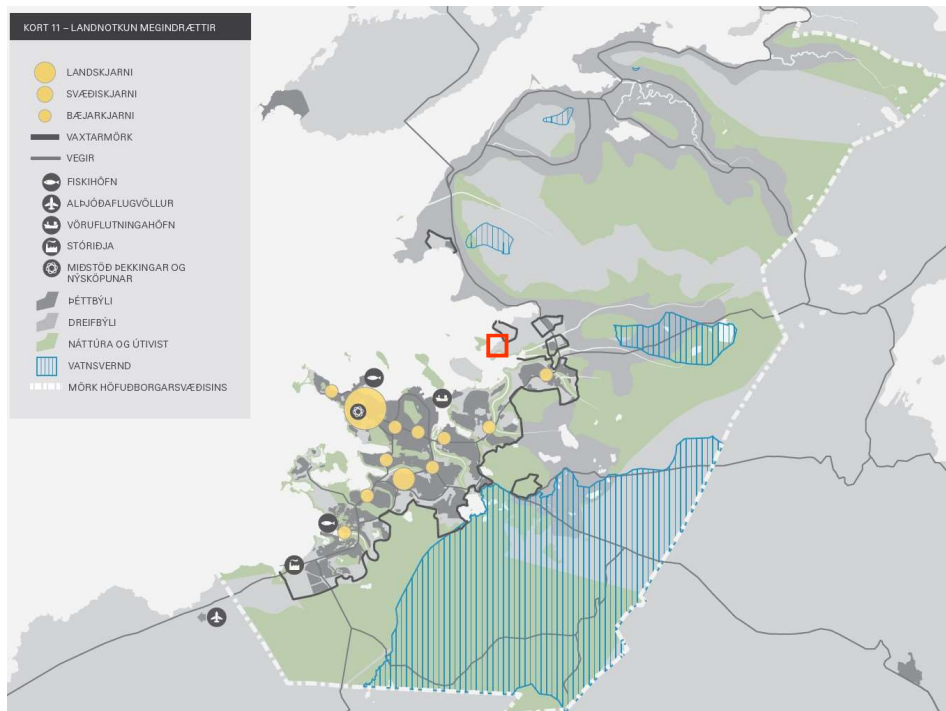 KORT 11 – LANDNOTKUN MEGINDRÆTTIR
LANDSKJARNI
SVÆÐISKJARNI
BÆJARKJARNI
VAXTARMÖRK
VEGIR
FISKIHÖFN
ALÞJÓÐAFLUGVÖLLUR
VÖRUFLUTNINGAHÖFN
STÓRIÐJA
MIÐSTÖÐ ÞEKKINGAR OG
NÝSKÖPUNAR
ÞÉTTBÝLI
DREIFBÝLI
NÁTTÚRA OG ÚTIVIST
VATNSVERND
MÖRK HÖFUÐBORGARSVÆÐISINS